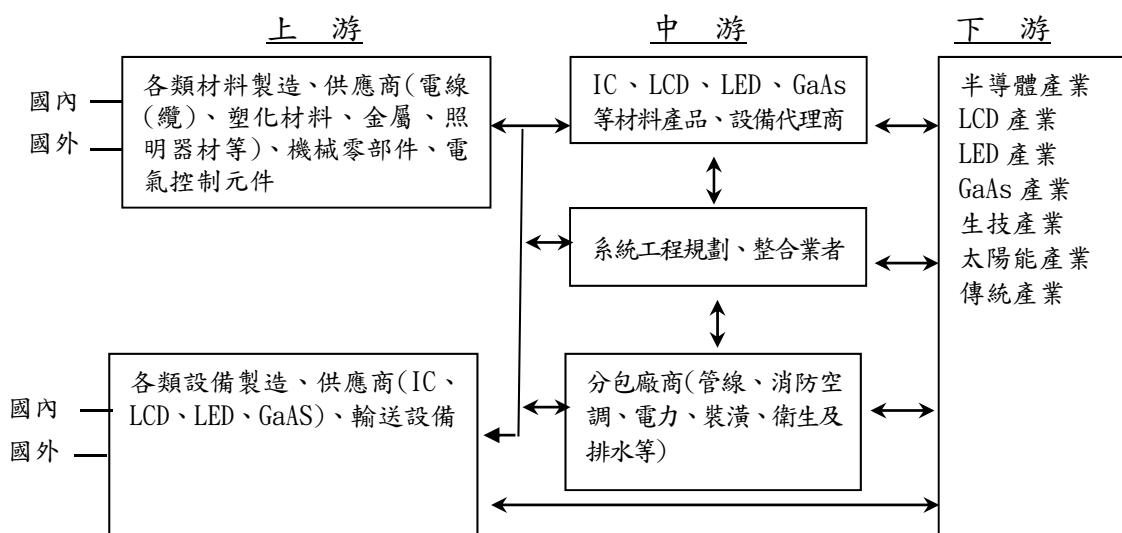 上 游
中 游
下 游
國內
國外
各類材料製造、供應商(電線
(纜)、塑化材料、金屬、照
明器材等)、機械零部件、電
氣控制元件
IC、LCD、LED、GaAs
等材料產品、設備代理商
系統工程規劃、整合業者
半導體產業
LCD 產業
LED 產業
GaAs 產業
生技產業
太陽能產業
傳統產業
國內
國外
各類設備製造、供應商(IC、
LCD、LED、GaAS)、輸送設備
分包廠商(管線、消防空
調、電力、裝潢、衛生及
排水等)